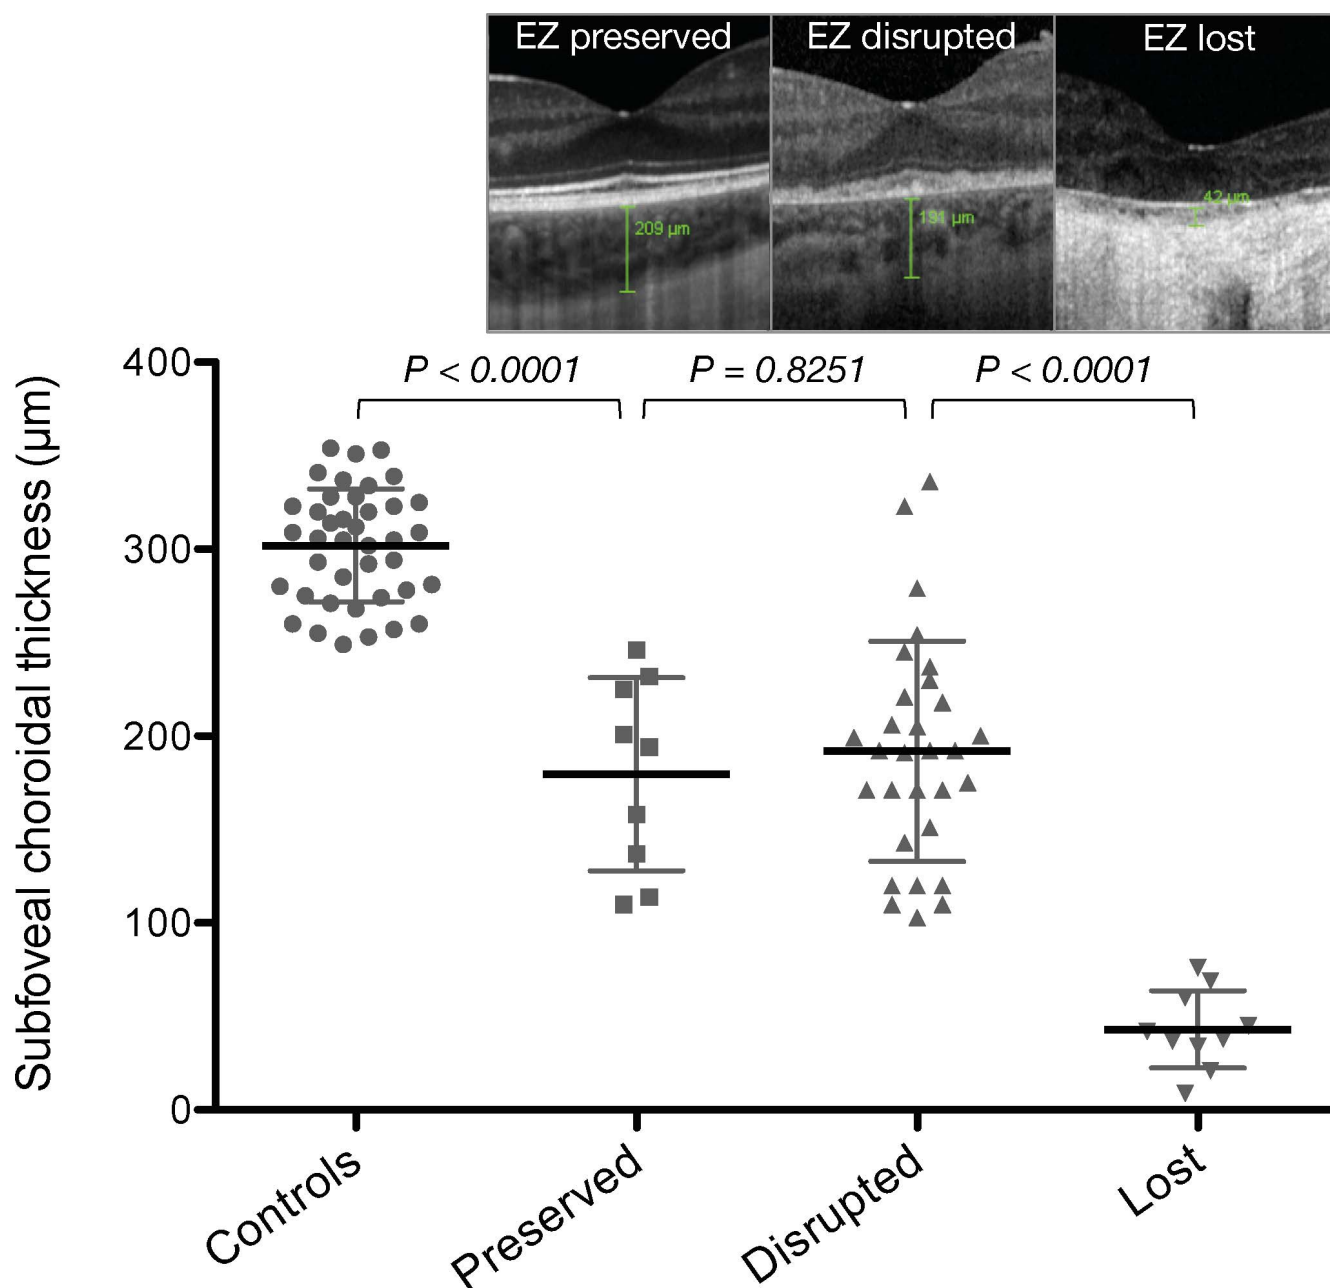 EZ preserved
EZ disrupted
EZ lost
209 µm
191 µm
42 µm
P < 0.0001
P = 0.8251
P < 0.0001
Subfoveal choroidal thickness (µm)
400
300
200
100
0
Controls
Preserved
Disrupted
Lost